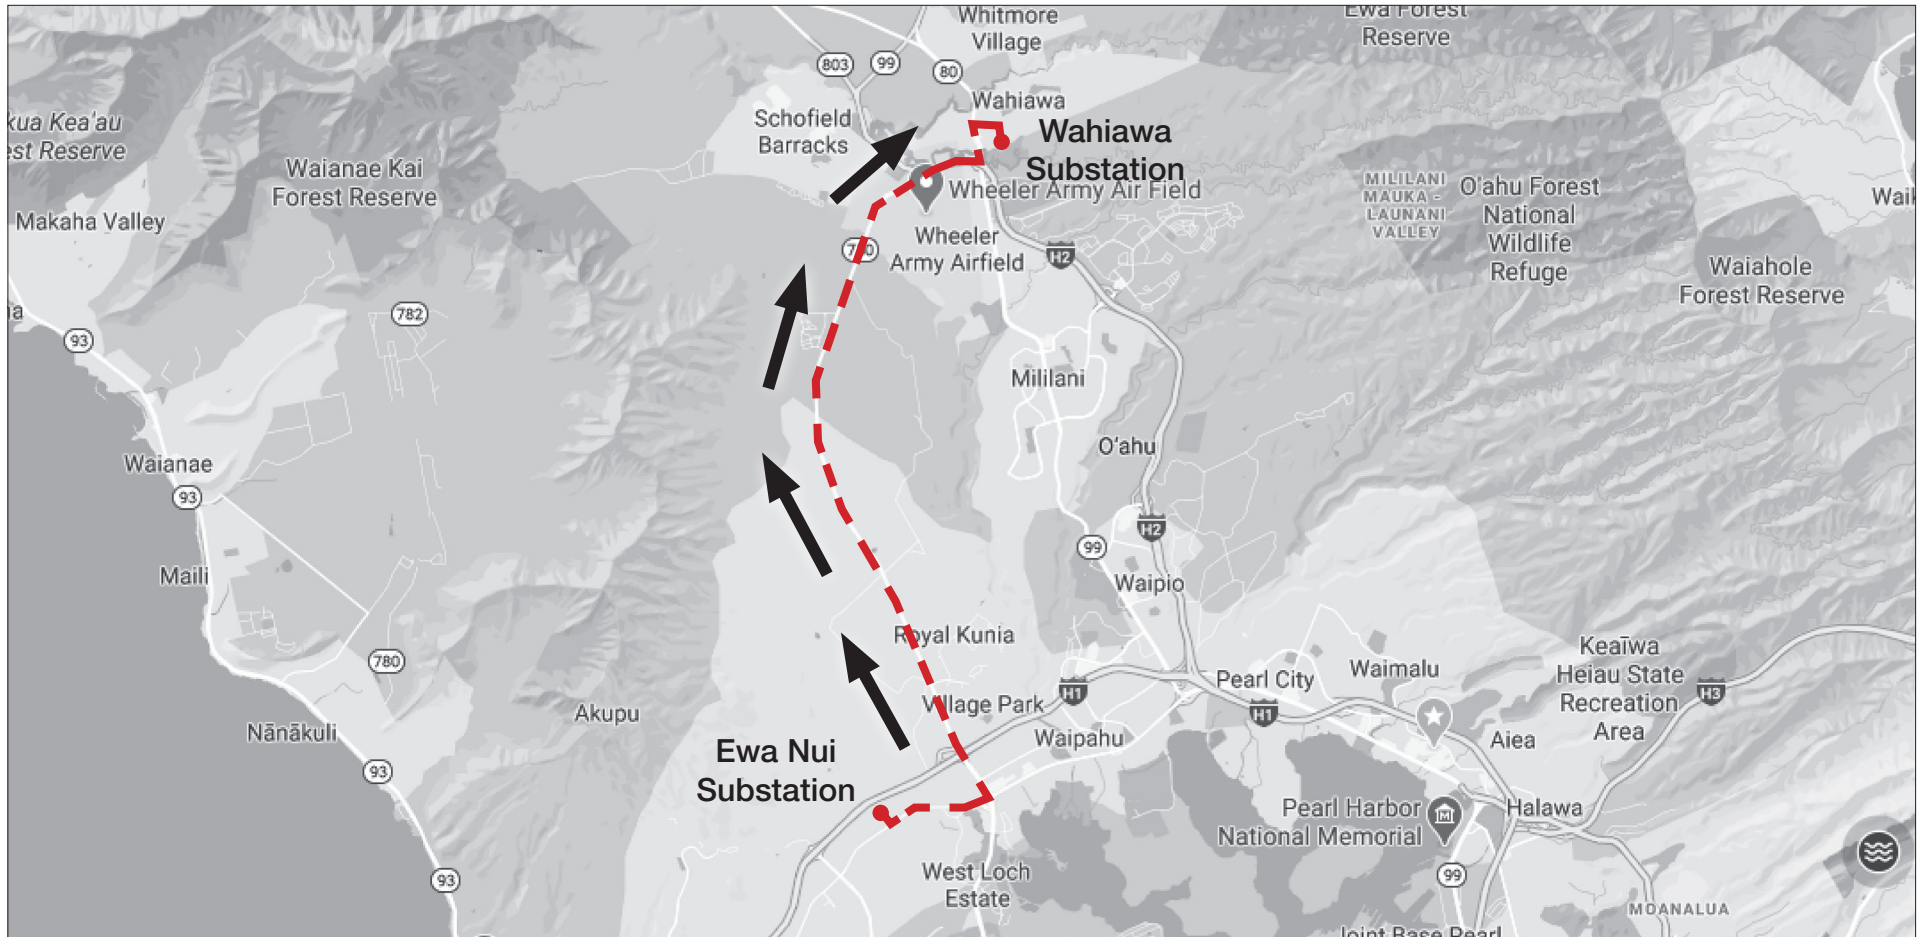 Whitmore
Village
Ewa Forest
Reserve
803
99
80
Wahiawa
Schofield
Barracks
Wahiawa
Substation
kua Kea'au
est Reserve
Waianae Kai
Forest Reserve
Wheeler Army Air Field
MILILANI
MAUKA -
LAUNANI
VALLEY
O'ahu Forest
National
Wildlife
Refuge
Makaha Valley
Wheeler
Army Airfield
H2
Waiahole
Forest Reserve
782
93
Mililani
O'ahu
Waianae
93
H2
99
Maili
Waipio
Royal Kunia
780
Akupu
Village Park
H1
Pearl City
Waimalu
H1
Keaīwa
Heiau State
Recreation
Area
H3
Nānākuli
Ewa Nui
Substation
Waipahu
Aiea
93
Pearl Harbor
National Memorial
Halawa
West Loch
Estate
93
99
MOANALUA
Joint Base Pearl